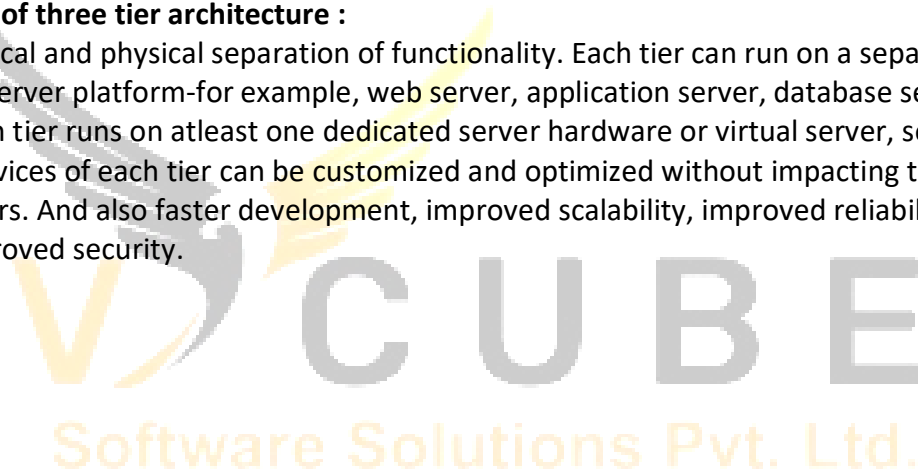 of three tier architecture :
cal and physical separation of functionality. Each tier can run on a sepa
erver platform-for example, web server, application server, database se
tier runs on atleast one dedicated server hardware or virtual server, s
vices of each tier can be customized and optimized without impacting t
rs. And also faster development, improved scalability, improved reliabil
roved security.
V CUBE
Software Solutions Pvt. Ltd.